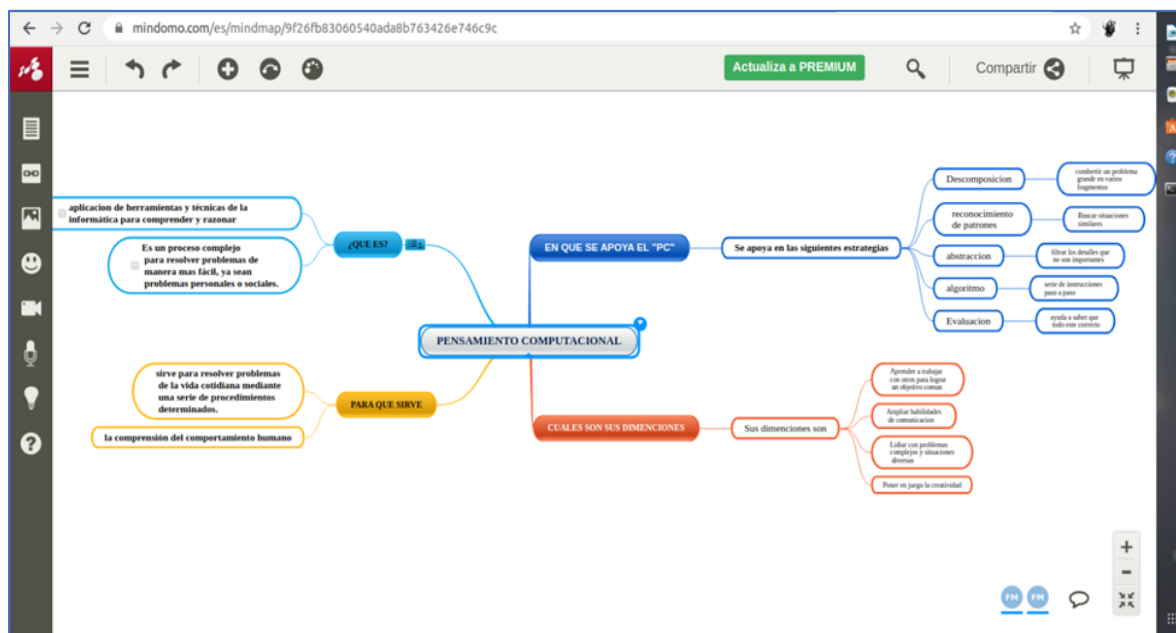 mindomo.com/es/mindmap/9f26fb83060540ada8b763426e746c9c
Actualiza a PREMIUM
Compartir
aplicacion de herramientas y técnicas de la
informática para comprender y razonar
Es un proceso complejo
para resolver problemas de
manera mas fácil, ya sean
problemas personales o sociales.
¿QUE ES?
sirve para resolver problemas
de la vida cotidiana mediante
una serie de procedimientos
determinados.
la comprensión del comportamiento humano
PARA QUE SIRVE
PENSAMIENTO COMPUTACIONAL
EN QUE SE APOYA EL "PC"
Se apoya en las siguientes estrategias
Descomposicion
combertir un problema
grande en varios
fragmentos
reconocimiento
de patrones
Buscar situaciones
similares
abstraccion
filtrar los detalles que
no son importantes
algoritmo
serie de instrucciones
paso a paso
Evaluacion
ayuda a saber que
todo este correcto
CUALES SON SUS DIMENCIONES
Sus dimenciones son
Aprender a trabajar
con otros para lograr
un objetivo común
Ampliar habilidades
de comunicacion
Lidiar con problemas
complejos y situaciones
diversas
Poner en juego la creatividad
FM
FM